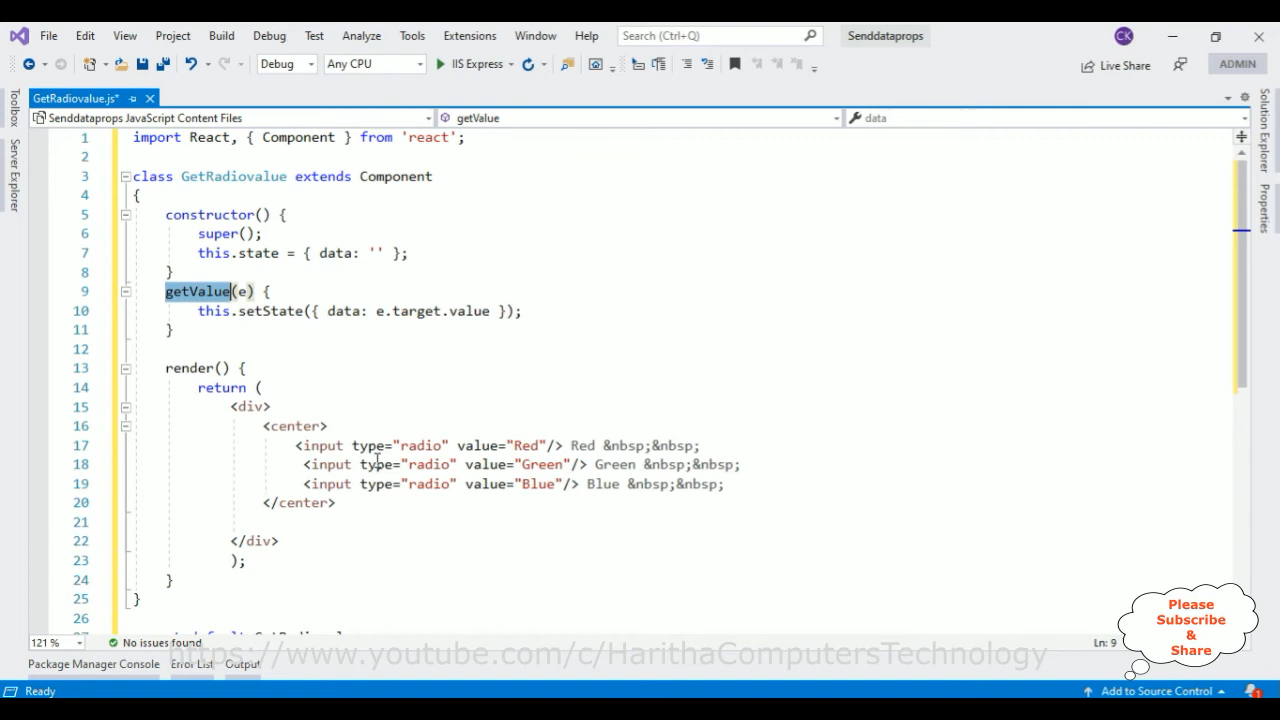 File Edit View Project Build Debug Test Analyze Tools Extensions Window Help Search (Ctrl+Q) Senddataprops CK
Debug Any CPU IIS Express Live Share ADMIN
GetRadiovalue.js*
Senddataprops JavaScript Content Files getValue data
Toolbox
Server Explorer
Solution Explorer
Properties
1 import React, { Component } from 'react';
2
3 class GetRadiovalue extends Component
4 {
5 constructor() {
6 super();
7 this.state = { data: '' };
8 }
9 getValue(e) {
10 this.setState({ data: e.target.value });
11 }
12
13 render() {
14 return (
15 <div>
16 <center>
17 <input type="radio" value="Red"/> Red &nbsp;&nbsp;
18 <input type="radio" value="Green"/> Green &nbsp;&nbsp;
19 <input type="radio" value="Blue"/> Blue &nbsp;&nbsp;
20 </center>
21
22 </div>
23 );
24 }
25 }
26
Please
Subscribe
&
Share
121 % No issues found Ln: 9
https://www.youtube.com/c/HarithaComputersTechnology
Package Manager Console Error List Output
Ready Add to Source Control 1